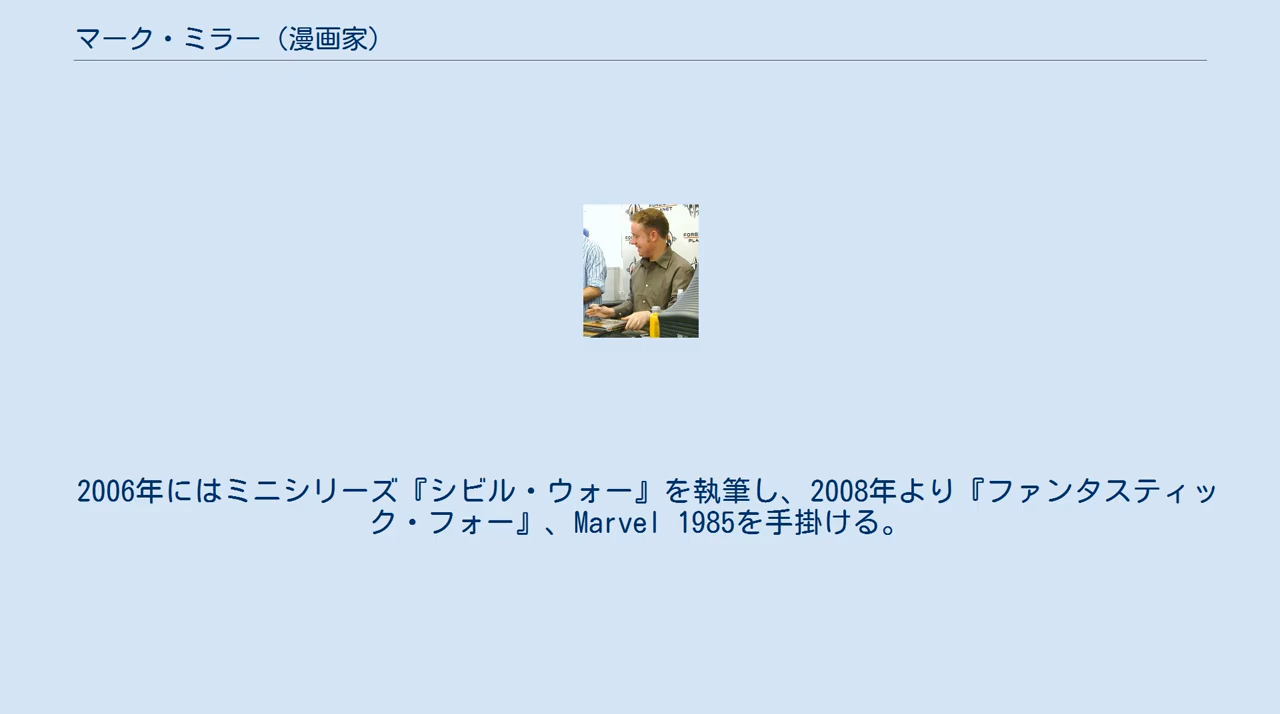 マーク・ミラー（漫画家）
2006年にはミニシリーズ『シビル・ウォー』を執筆し、2008年より『ファンタスティッ
ク・フォー』、Marvel 1985を手掛ける。